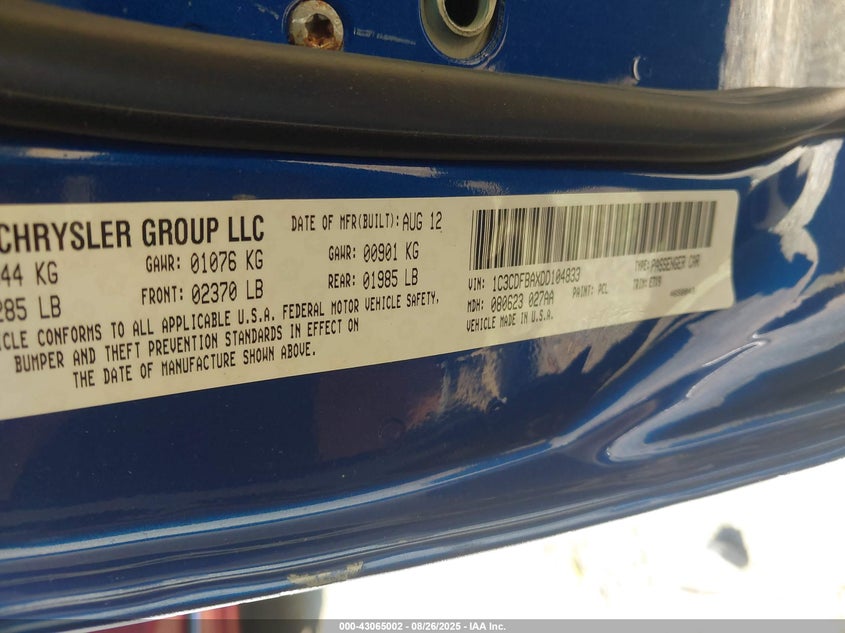 CHRYSLER GROUP LLC
DATE OF MFR(BUILT): AUG 12
44 KG
GAWR: 01076 KG
GAWR: 00901 KG
285 LB
FRONT: 02370 LB
REAR: 01985 LB
CLE CONFORMS TO ALL APPLICABLE U.S.A. FEDERAL MOTOR VEHICLE SAFETY,
BUMPER AND THEFT PREVENTION STANDARDS IN EFFECT ON
THE DATE OF MANUFACTURE SHOWN ABOVE.
VIN: 1C3CDFBAXDD104833
TYPE: PASSENGER CAR
MDH: 080623 027AA
PAINT: PCL
TRIM:
VEHICLE MADE IN U.S.A.
000-43065002 - 08/26/2025 - IAA Inc.